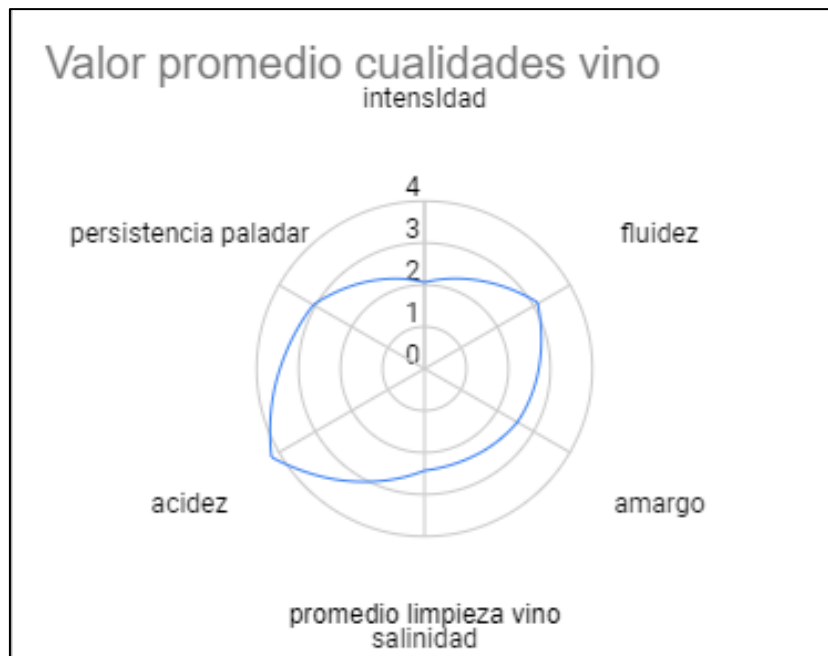 Valor promedio cualidades vino
intensIdad
4
persistencia paladar
3
fluidez
2
1
0
acidez
amargo
promedio limpieza vino
salinidad